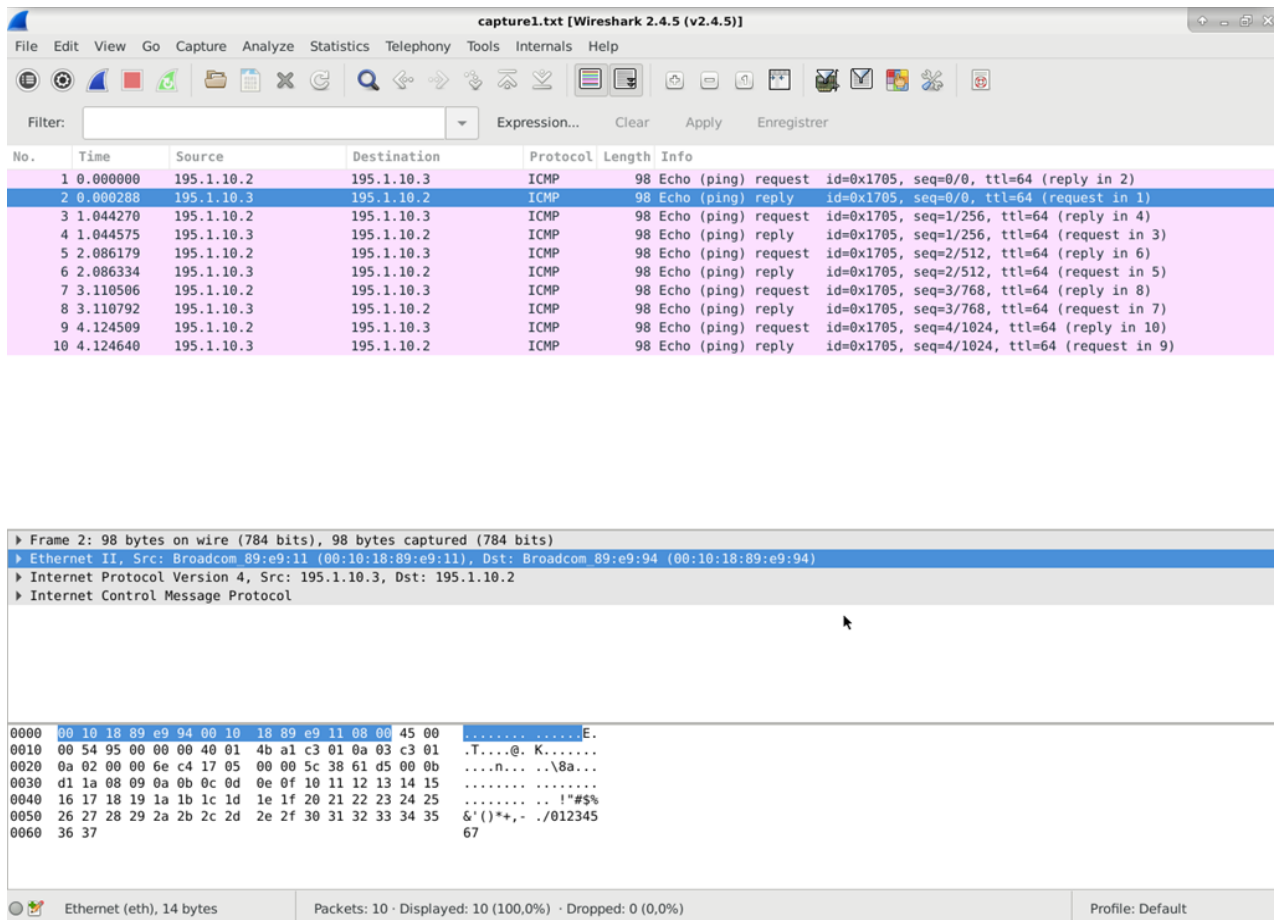 capture1.txt [Wireshark 2.4.5 (v2.4.5)]
File Edit View Go Capture Analyze Statistics Telephony Tools Internals Help
Filter: Expression... Clear Apply Enregistrer
No. Time Source Destination Protocol Length Info
1 0.000000 195.1.10.2 195.1.10.3 ICMP 98 Echo (ping) request id=0x1705, seq=0/0, ttl=64 (reply in 2)
2 0.000288 195.1.10.3 195.1.10.2 ICMP 98 Echo (ping) reply id=0x1705, seq=0/0, ttl=64 (request in 1)
3 1.044270 195.1.10.2 195.1.10.3 ICMP 98 Echo (ping) request id=0x1705, seq=1/256, ttl=64 (reply in 4)
4 1.044575 195.1.10.3 195.1.10.2 ICMP 98 Echo (ping) reply id=0x1705, seq=1/256, ttl=64 (request in 3)
5 2.086179 195.1.10.2 195.1.10.3 ICMP 98 Echo (ping) request id=0x1705, seq=2/512, ttl=64 (reply in 6)
6 2.086334 195.1.10.3 195.1.10.2 ICMP 98 Echo (ping) reply id=0x1705, seq=2/512, ttl=64 (request in 5)
7 3.110506 195.1.10.2 195.1.10.3 ICMP 98 Echo (ping) request id=0x1705, seq=3/768, ttl=64 (reply in 8)
8 3.110792 195.1.10.3 195.1.10.2 ICMP 98 Echo (ping) reply id=0x1705, seq=3/768, ttl=64 (request in 7)
9 4.124509 195.1.10.2 195.1.10.3 ICMP 98 Echo (ping) request id=0x1705, seq=4/1024, ttl=64 (reply in 10)
10 4.124640 195.1.10.3 195.1.10.2 ICMP 98 Echo (ping) reply id=0x1705, seq=4/1024, ttl=64 (request in 9)
Frame 2: 98 bytes on wire (784 bits), 98 bytes captured (784 bits)
Ethernet II, Src: Broadcom_89:e9:11 (00:10:18:89:e9:11), Dst: Broadcom_89:e9:94 (00:10:18:89:e9:94)
Internet Protocol Version 4, Src: 195.1.10.3, Dst: 195.1.10.2
Internet Control Message Protocol
0000 00 10 18 89 e9 94 00 10 18 89 e9 11 08 00 45 00 ........ ......E.
0010 00 54 95 00 00 00 40 01 4b a1 c3 01 0a 03 c3 01 .T....@. K.......
0020 0a 02 00 00 6e c4 17 05 00 00 5c 38 61 d5 00 0b ....n... ..\8a...
0030 d1 1a 08 09 0a 0b 0c 0d 0e 0f 10 11 12 13 14 15 ........ ........
0040 16 17 18 19 1a 1b 1c 1d 1e 1f 20 21 22 23 24 25 ........ .. !"#$%
0050 26 27 28 29 2a 2b 2c 2d 2e 2f 30 31 32 33 34 35 &'()*+,- ./012345
0060 36 37 67
Ethernet (eth), 14 bytes Packets: 10 · Displayed: 10 (100,0%) · Dropped: 0 (0,0%) Profile: Default